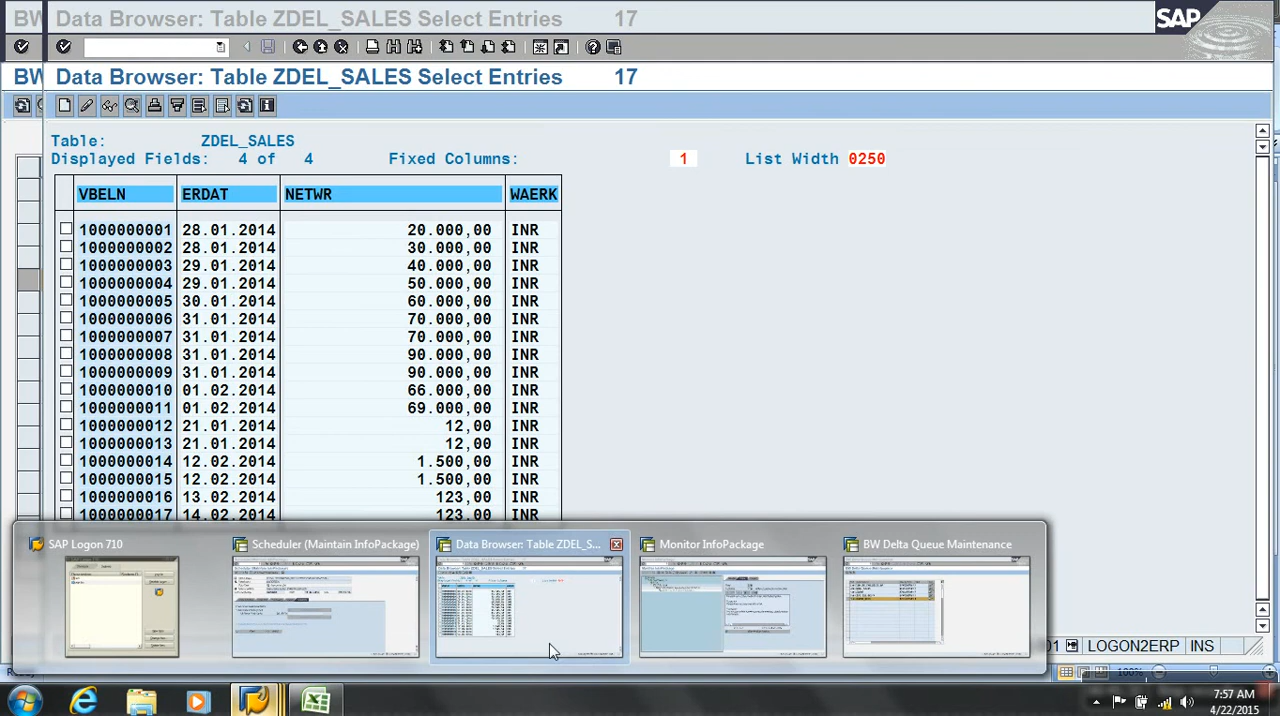 BW Data Browser: Table ZDEL_SALES Select Entries 17
SAP
BW Data Browser: Table ZDEL_SALES Select Entries 17
Table: ZDEL_SALES
Displayed Fields: 4 of 4 Fixed Columns: 1 List Width 0250
VBELN ERDAT NETWR WAERK
1000000001 28.01.2014 20.000,00 INR
1000000002 28.01.2014 30.000,00 INR
1000000003 29.01.2014 40.000,00 INR
1000000004 29.01.2014 50.000,00 INR
1000000005 30.01.2014 60.000,00 INR
1000000006 31.01.2014 70.000,00 INR
1000000007 31.01.2014 70.000,00 INR
1000000008 31.01.2014 90.000,00 INR
1000000009 31.01.2014 90.000,00 INR
1000000010 01.02.2014 66.000,00 INR
1000000011 01.02.2014 69.000,00 INR
1000000012 21.01.2014 12,00 INR
1000000013 21.01.2014 12,00 INR
1000000014 12.02.2014 1.500,00 INR
1000000015 12.02.2014 1.500,00 INR
1000000016 13.02.2014 123,00 INR
1000000017 14.02.2014 123,00 INR
SAP Logon 710 Scheduler (Maintain InfoPackage) Data Browser: Table ZDEL_S... Monitor InfoPackage BW Delta Queue Maintenance
LOGON2ERP INS
100%
7:57 AM
4/22/2015